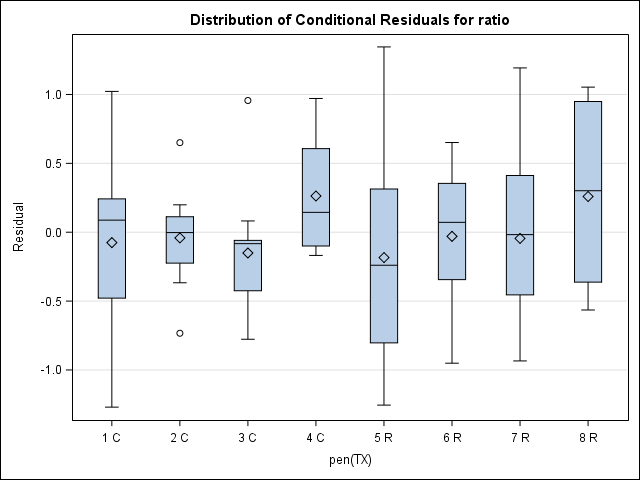 Distribution of Conditional Residuals for ratio
Residual
1.0
0.5
0.0
-0.5
-1.0
1 C 2 C 3 C 4 C 5 R 6 R 7 R 8 R
pen(TX)